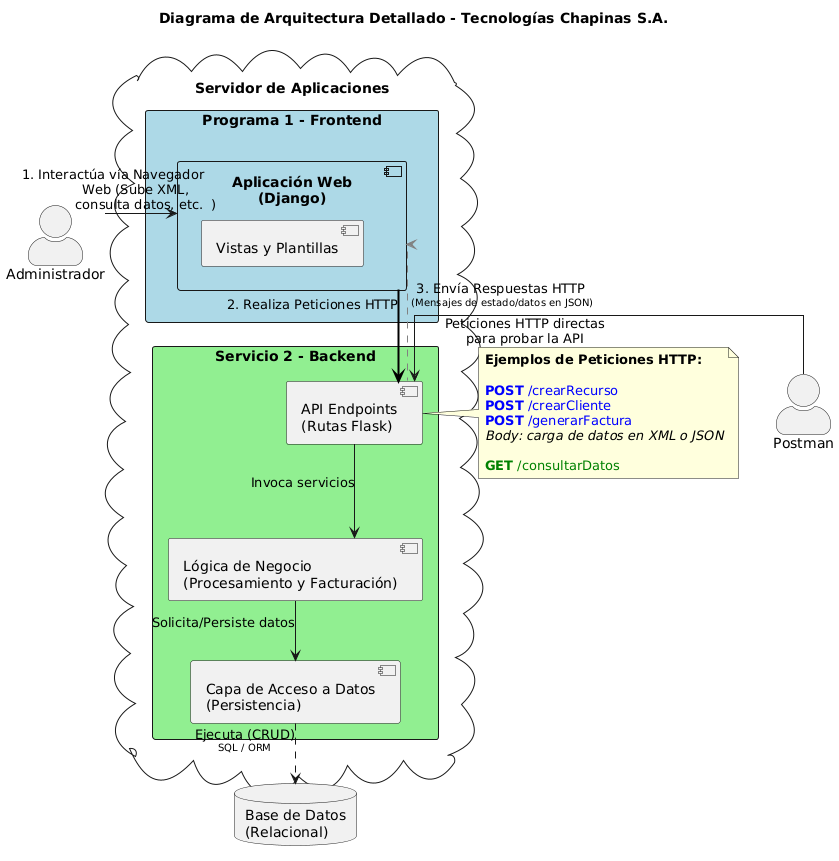 Diagrama de Arquitectura Detallado - Tecnologías Chapinas S.A.
Servidor de Aplicaciones
Programa 1 - Frontend
Aplicación Web
(Django)
Vistas y Plantillas
1. Interactúa vía Navegador
Web (Sube XML,
consulta datos, etc. )
Administrador
2. Realiza Peticiones HTTP
3. Envía Respuestas HTTP
(Mensajes de estado/datos en JSON)
Peticiones HTTP directas
para probar la API
Postman
Servicio 2 - Backend
API Endpoints
(Rutas Flask)
Ejemplos de Peticiones HTTP:
POST /crearRecurso
POST /crearCliente
POST /generarFactura
Body: carga de datos en XML o JSON
GET /consultarDatos
Invoca servicios
Lógica de Negocio
(Procesamiento y Facturación)
Solicita/Persiste datos
Capa de Acceso a Datos
(Persistencia)
Ejecuta (CRUD)
SQL / ORM
Base de Datos
(Relacional)